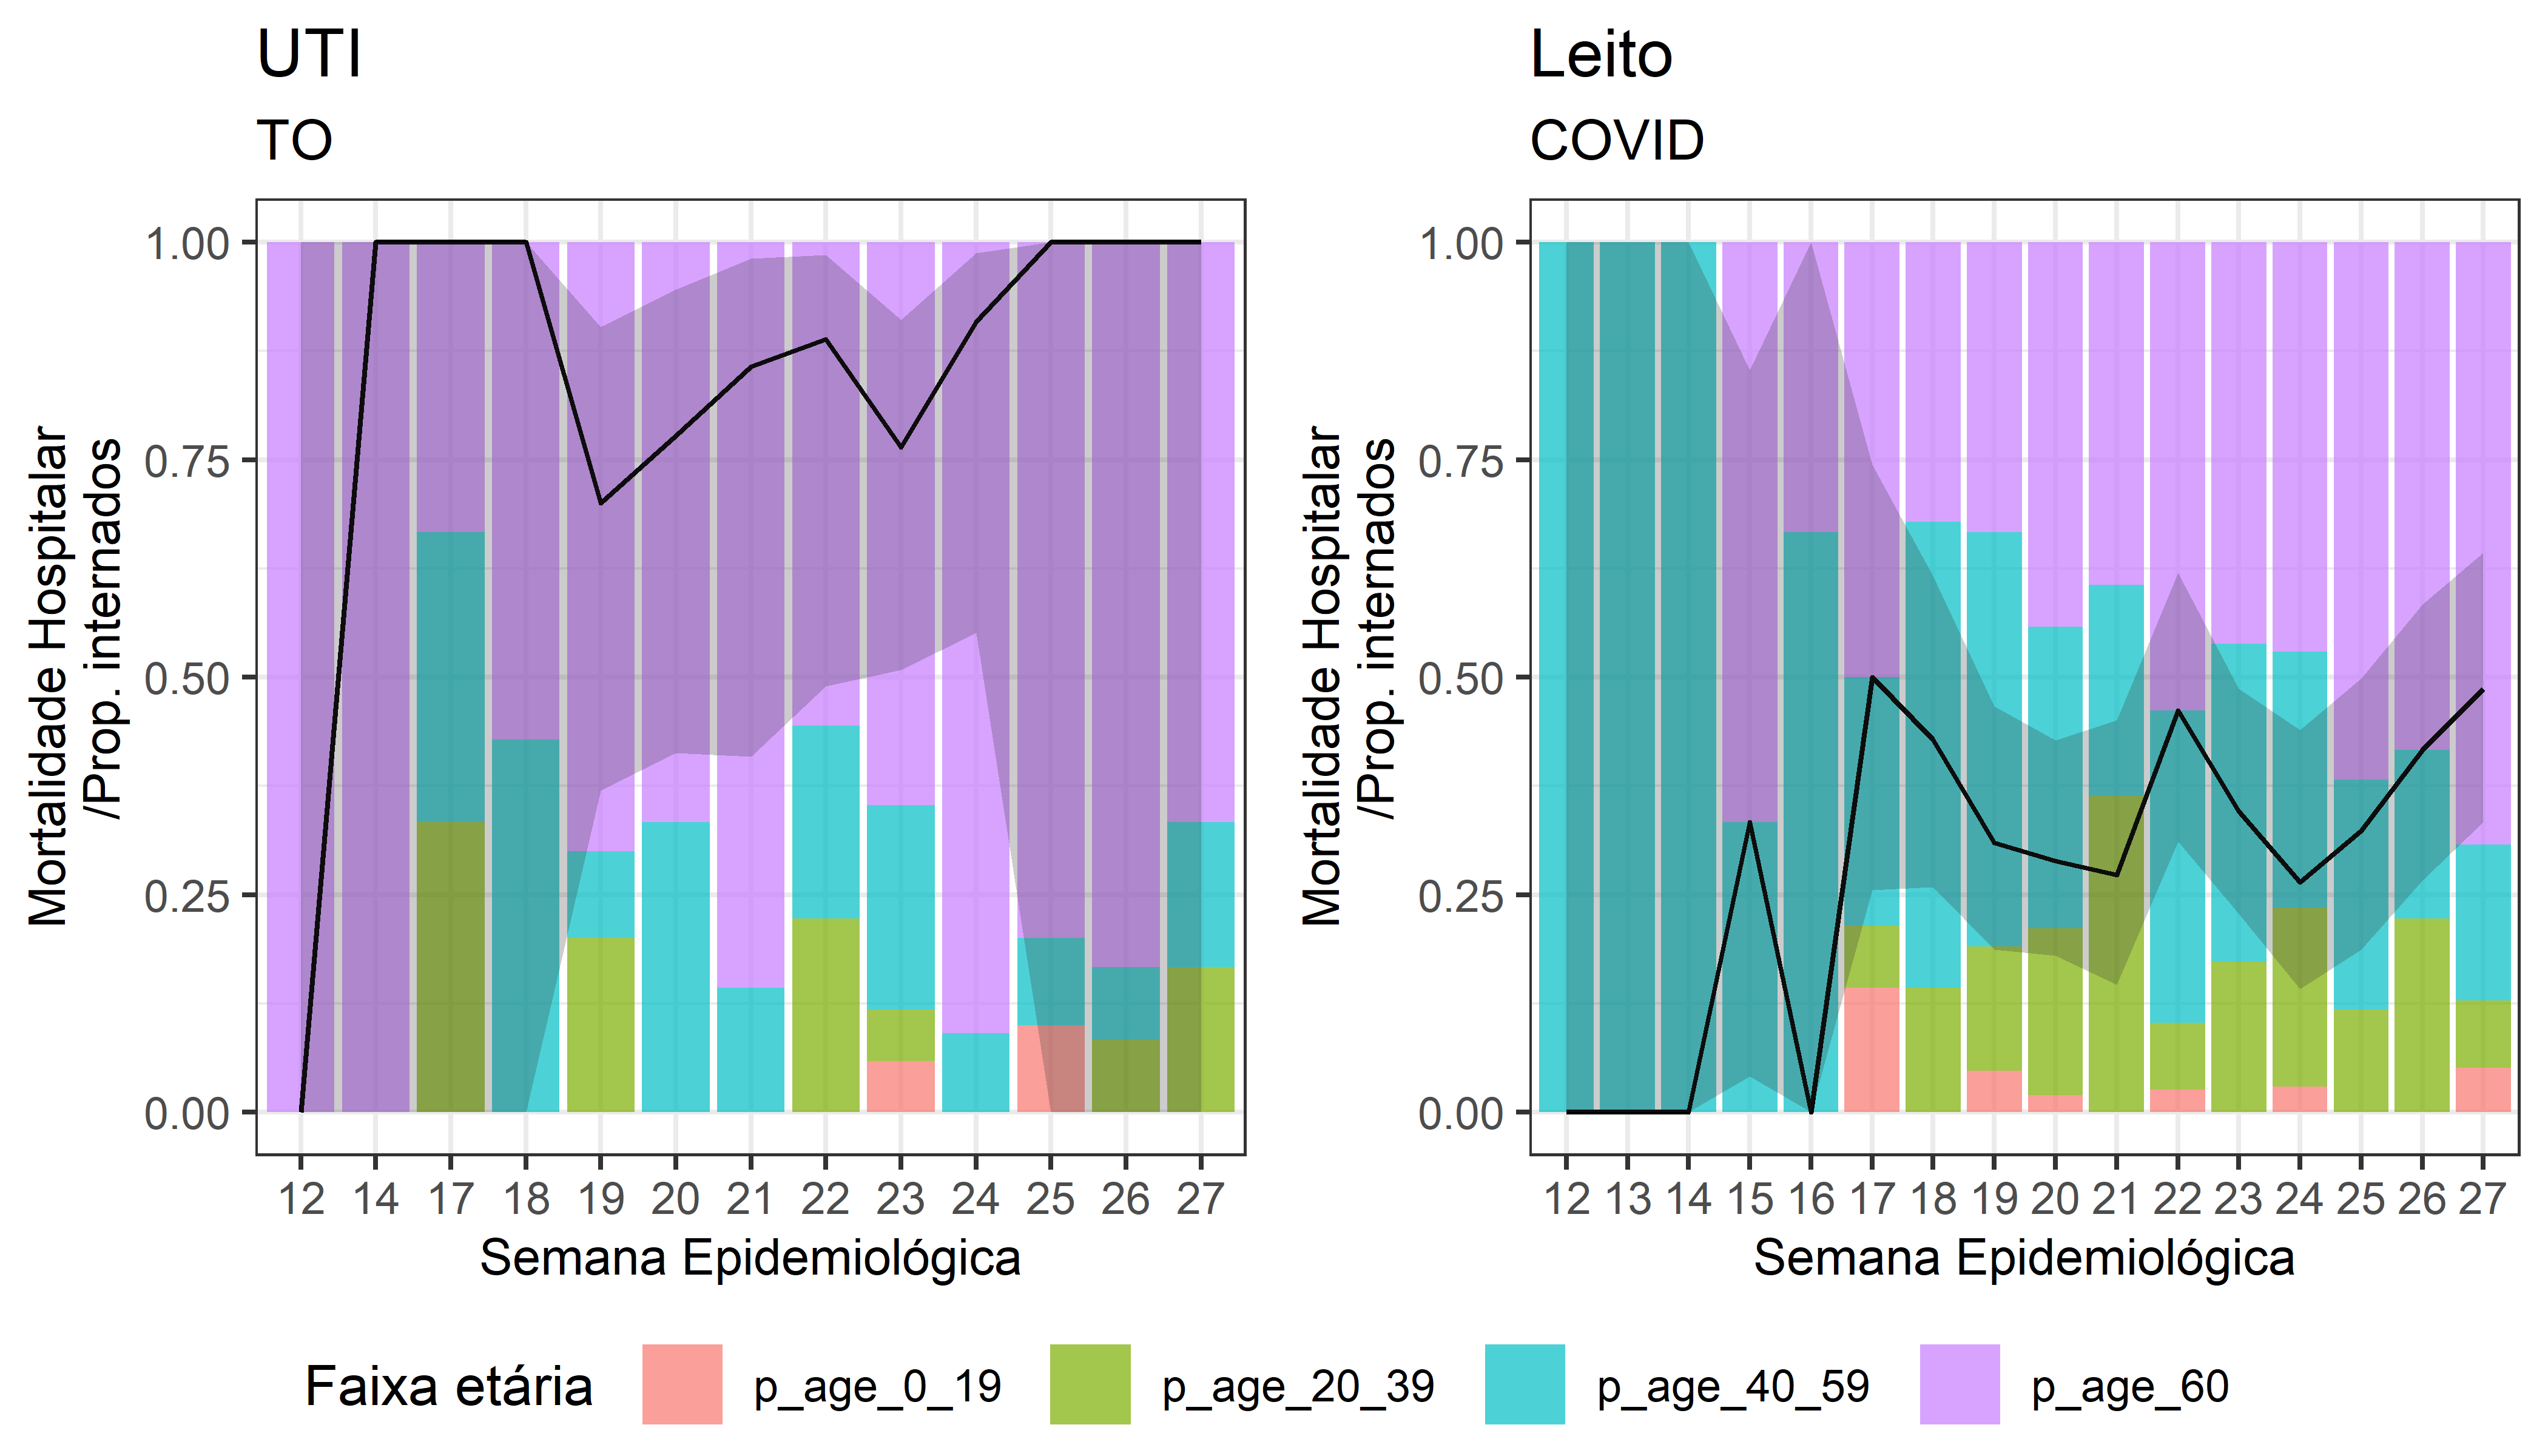 UTI
TO
Mortalidade Hospitalar
/Prop. internados
1.00
0.75
0.50
0.25
0.00
12 14 17 18 19 20 21 22 23 24 25 26 27
Semana Epidemiológica
Leito
COVID
Mortalidade Hospitalar
/Prop. internados
1.00
0.75
0.50
0.25
0.00
12 13 14 15 16 17 18 19 20 21 22 23 24 25 26 27
Semana Epidemiológica
Faixa etária p_age_0_19 p_age_20_39 p_age_40_59 p_age_60